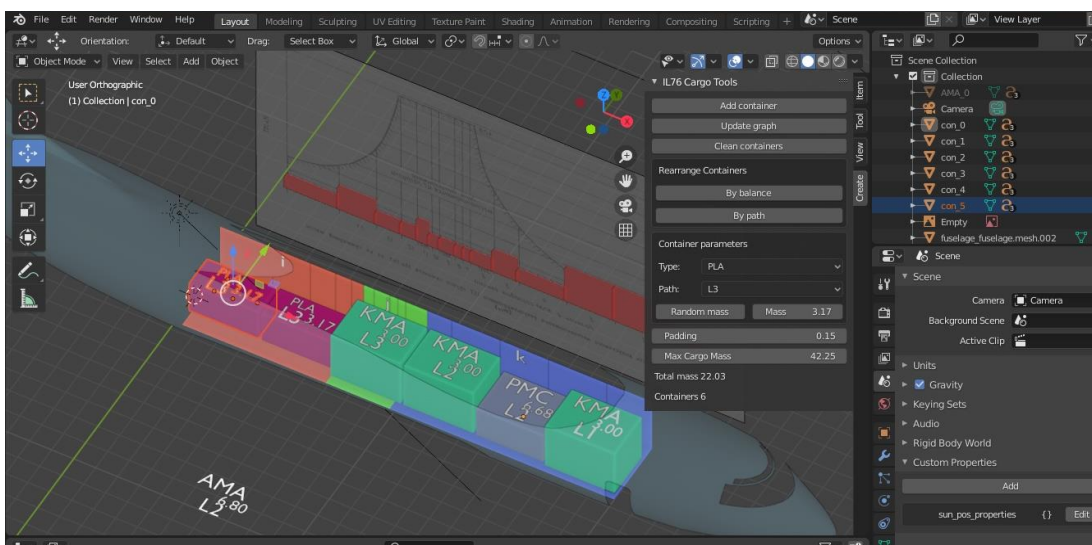 File Edit Render Window Help Layout Modeling Sculpting UV Editing Texture Paint Shading Animation Rendering Compositing Scripting + Scene View Layer
Orientation: Default Drag: Select Box Global Options
Object Mode View Select Add Object
User Orthographic
(1) Collection | con_0
IL76 Cargo Tools
Add container
Update graph
Clean containers
Rearrange Containers
By balance
By path
Container parameters
Type: PLA
Path: L3
Random mass Mass 3.17
Padding 0.15
Max Cargo Mass 42.25
Total mass 22.03
Containers 6
Item
Tool
View
Create
PLA
L3 3.17
PLA
L3 3.17
KMA
3.00
L3
KMA
3.00
L2
PMC
6.68
L2
KMA
3.00
L1
i
j
k
AMA
6.80
L2
Scene Collection
Collection
AMA_0
Camera
con_0
con_1
con_2
con_3
con_4
con_5
Empty
fuselage_fuselage.mesh.002
Scene
Scene
Camera Camera
Background Scene
Active Clip
Units
Gravity
Keying Sets
Audio
Rigid Body World
Custom Properties
Add
sun_pos_properties {} Edit